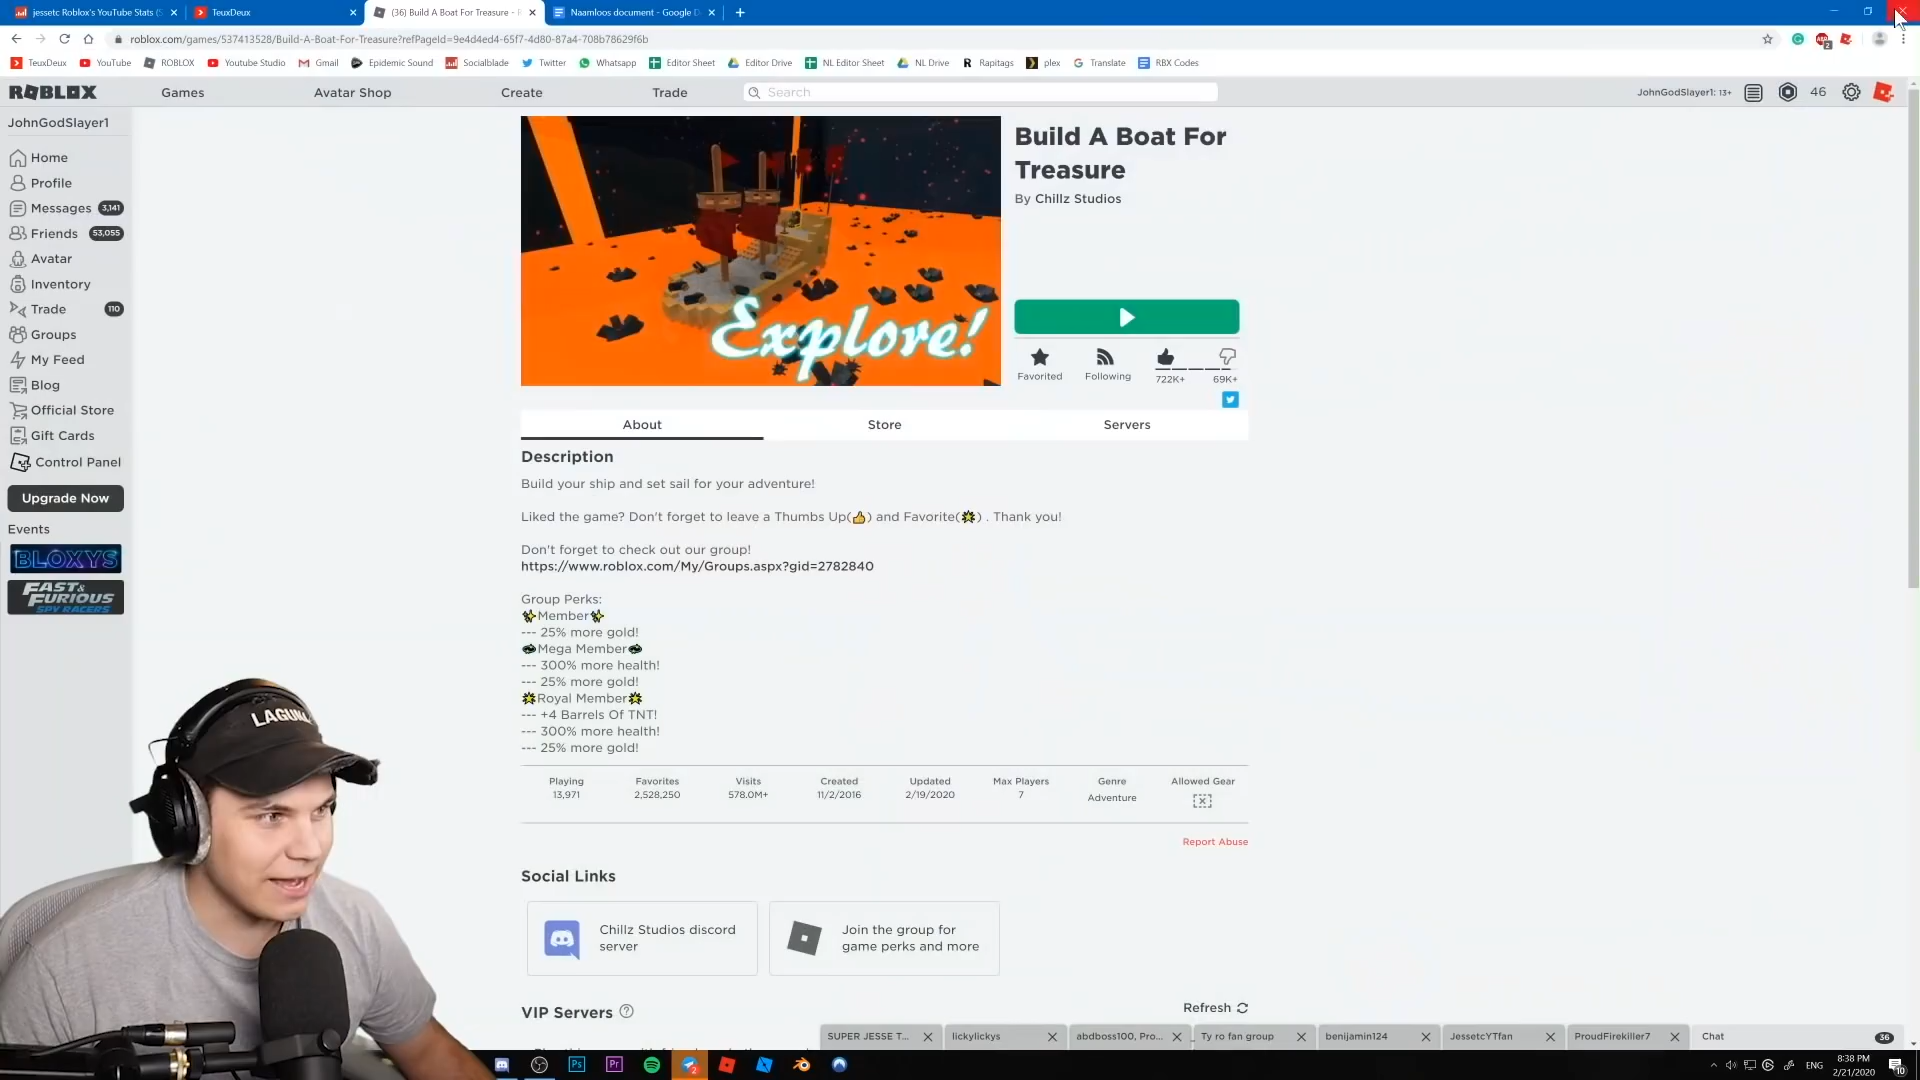 jessetc Roblox's YouTube Stats (S
TeuxDeux
(36) Build A Boat For Treasure - R
Naamloos document - Google D
roblox.com/games/537413528/Build-A-Boat-For-Treasure?refPageId=9e4d4ed4-65f7-4d80-87a4-708b78629f6b
TeuxDeux YouTube ROBLOX Youtube Studio Gmail Epidemic Sound Socialblade Twitter Whatsapp Editor Sheet Editor Drive NL Editor Sheet NL Drive Rapitags plex Translate RBX Codes
ROBLOX Games Avatar Shop Create Trade Search JohnGodSlayer1: 13+ 46
JohnGodSlayer1
Home
Profile
Messages 3,141
Friends 53,055
Avatar
Inventory
Trade 110
Groups
My Feed
Blog
Official Store
Gift Cards
Control Panel
Upgrade Now
Events
BLOXYS
FAST & FURIOUS
SPY RACERS
Explore!
Build A Boat For
Treasure
By Chillz Studios
Favorited Following 722K+ 69K+
About Store Servers
Description
Build your ship and set sail for your adventure!
Liked the game? Don't forget to leave a Thumbs Up(👍) and Favorite(🌟) . Thank you!
Don't forget to check out our group!
https://www.roblox.com/My/Groups.aspx?gid=2782840
Group Perks:
✨Member✨
--- 25% more gold!
Mega Member
--- 300% more health!
--- 25% more gold!
🌟Royal Member🌟
--- +4 Barrels Of TNT!
--- 300% more health!
--- 25% more gold!
Playing Favorites Visits Created Updated Max Players Genre Allowed Gear
13,971 2,528,250 578.0M+ 11/2/2016 2/19/2020 7 Adventure
Report Abuse
Social Links
Chillz Studios discord
server
Join the group for
game perks and more
VIP Servers
Refresh
LAGUNA
SUPER JESSE T... lickylickys abdboss100, Pro... Ty ro fan group benijamin124 JessetcYTfan ProudFirekiller7 Chat 36
ENG
8:38 PM
2/21/2020
10